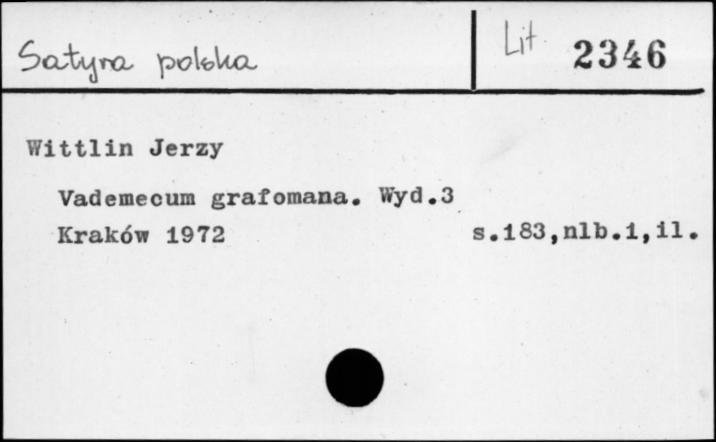 Satyra polska
Lit 2346
Wittlin Jerzy
Vademecum grafomana. Wyd.3
Kraków 1972 s.183,nlb.1,il.